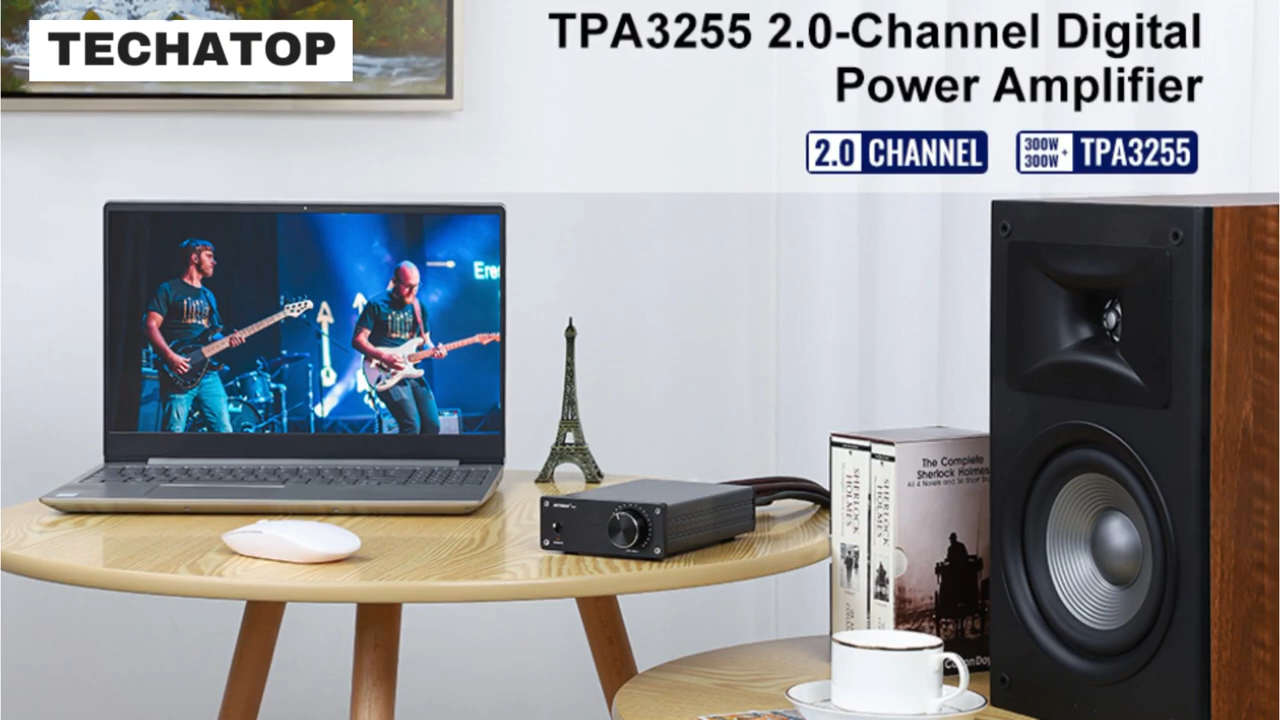 TECHATOP
TPA3255 2.0-Channel Digital
Power Amplifier
2.0 CHANNEL
300W
300W + TPA3255
Ere
The Complete
Sherlock Holmes
SHERLOCK
HOLMES
SHERLOCK
HOLMES